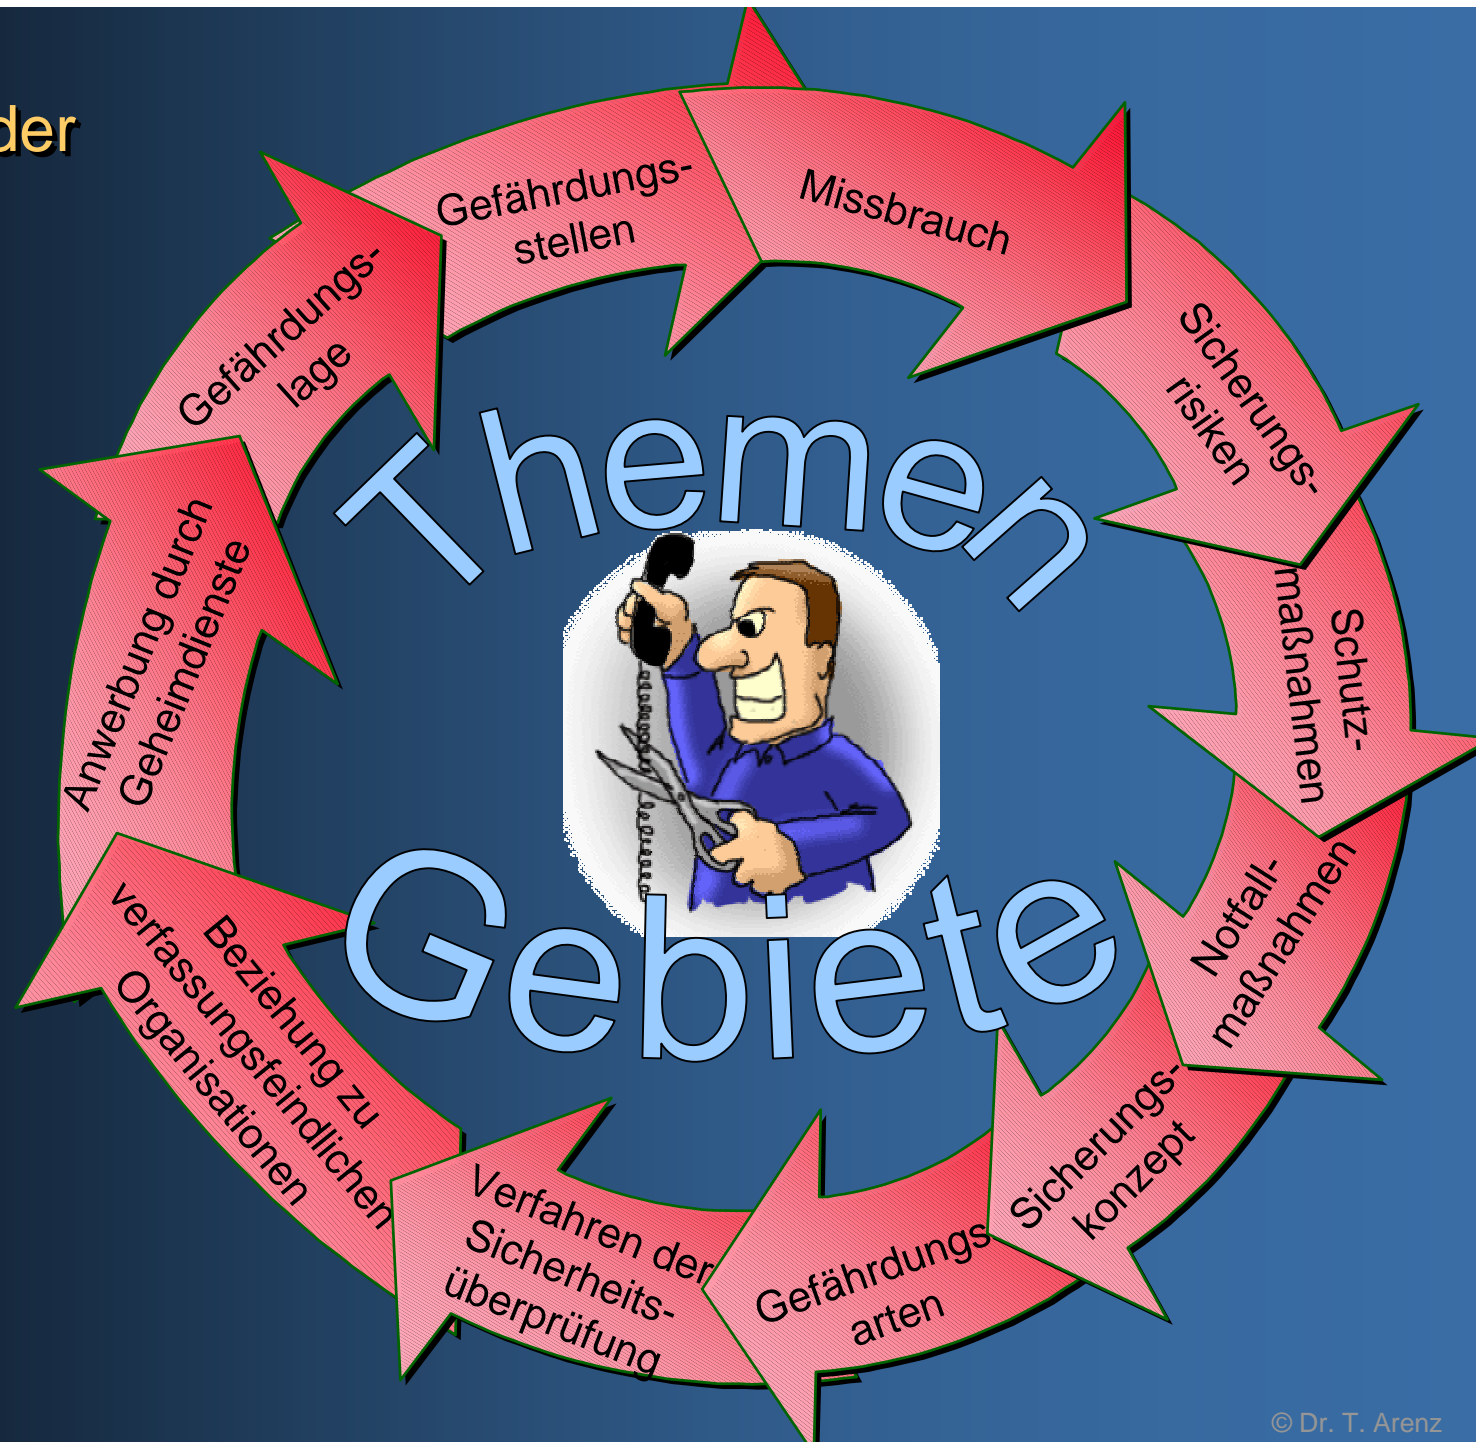 der
Gefährdungs-
stellen
Missbrauch
Sicherungs-
risiken
Schutz-
maßnahmen
Notfall-
maßnahmen
Sicherungs-
konzept
Gefährdungs
arten
Verfahren der
Sicherheits-
überprüfung
Beziehung zu
verfassungsfeindlichen
Organisationen
Anwerbung durch
Geheimdienste
Gefährdungs-
lage
Themen
Gebiete
© Dr. T. Arenz